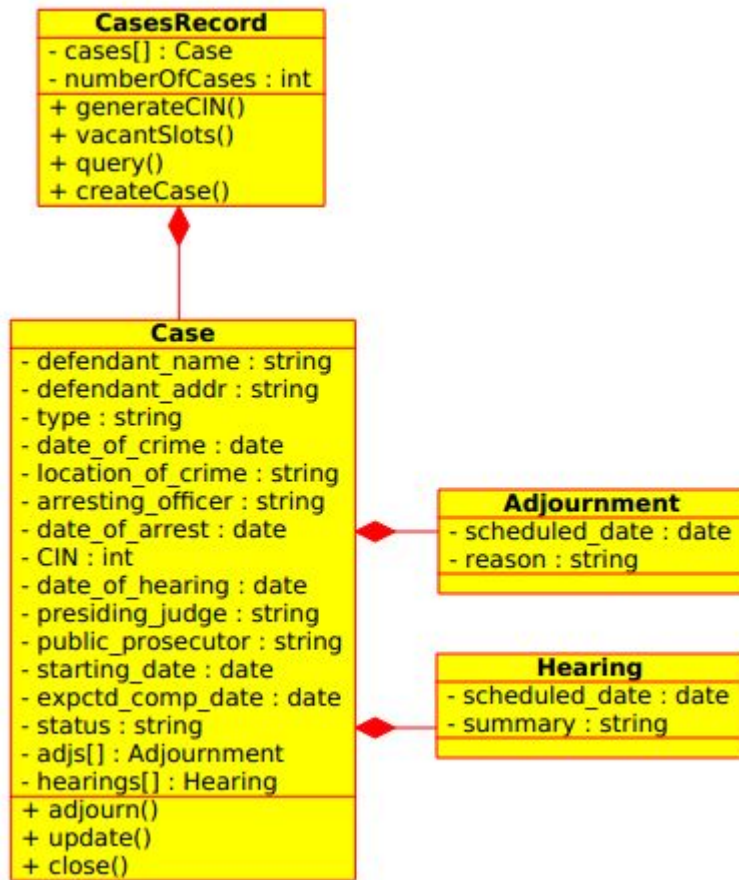 CasesRecord
- cases[] : Case
- numberOfCases : int
+ generateCIN()
+ vacantSlots()
+ query()
+ createCase()
Case
- defendant_name : string
- defendant_addr : string
- type : string
- date_of_crime : date
- location_of_crime : string
- arresting_officer : string
- date_of_arrest : date
- CIN : int
- date_of_hearing : date
- presiding_judge : string
- public_prosecutor : string
- starting_date : date
- expctd_comp_date : date
- status : string
- adjs[] : Adjournment
- hearings[] : Hearing
+ adjourn()
+ update()
+ close()
Adjournment
- scheduled_date : date
- reason : string
Hearing
- scheduled_date : date
- summary : string